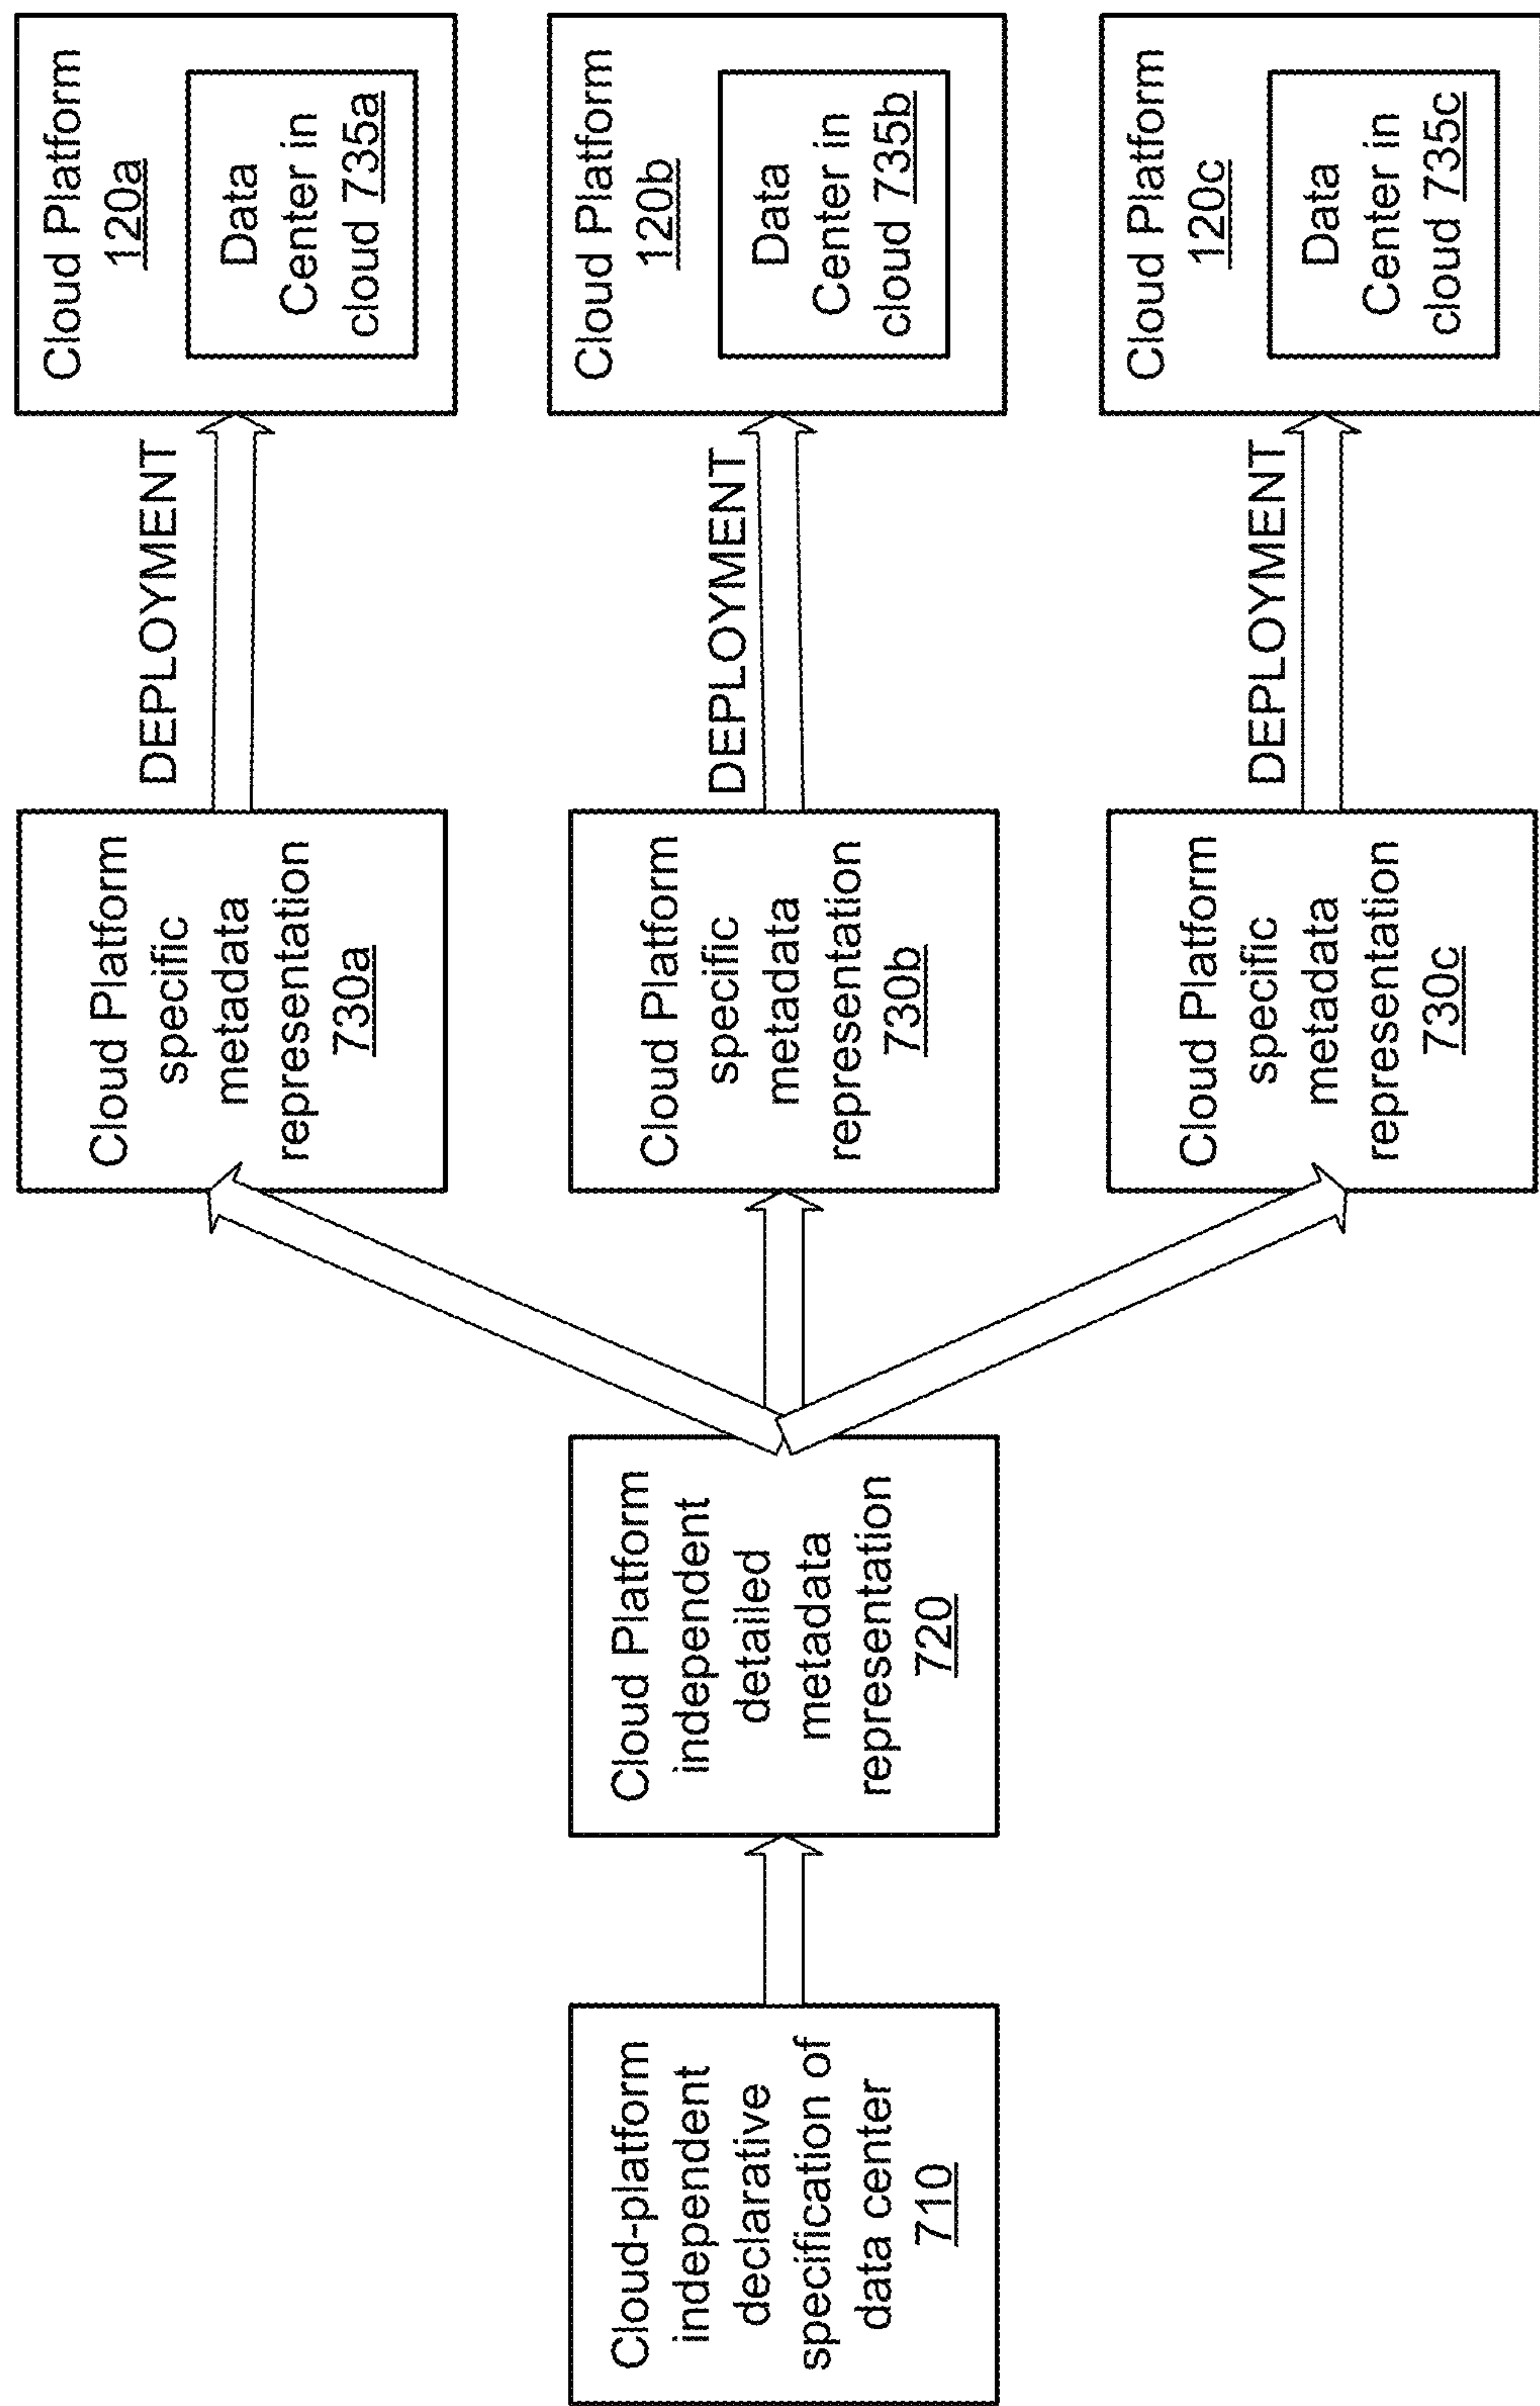 Cloud-platform
independent
declarative
specification of
data center
710
Cloud Platform
independent
detailed
metadata
representation
720
Cloud Platform
specific
metadata
representation
730a
DEPLOYMENT
Cloud Platform
120a
Data
Center in
cloud 735a
Cloud Platform
specific
metadata
representation
730b
DEPLOYMENT
Cloud Platform
120b
Data
Center in
cloud 735b
Cloud Platform
specific
metadata
representation
730c
DEPLOYMENT
Cloud Platform
120c
Data
Center in
cloud 735c